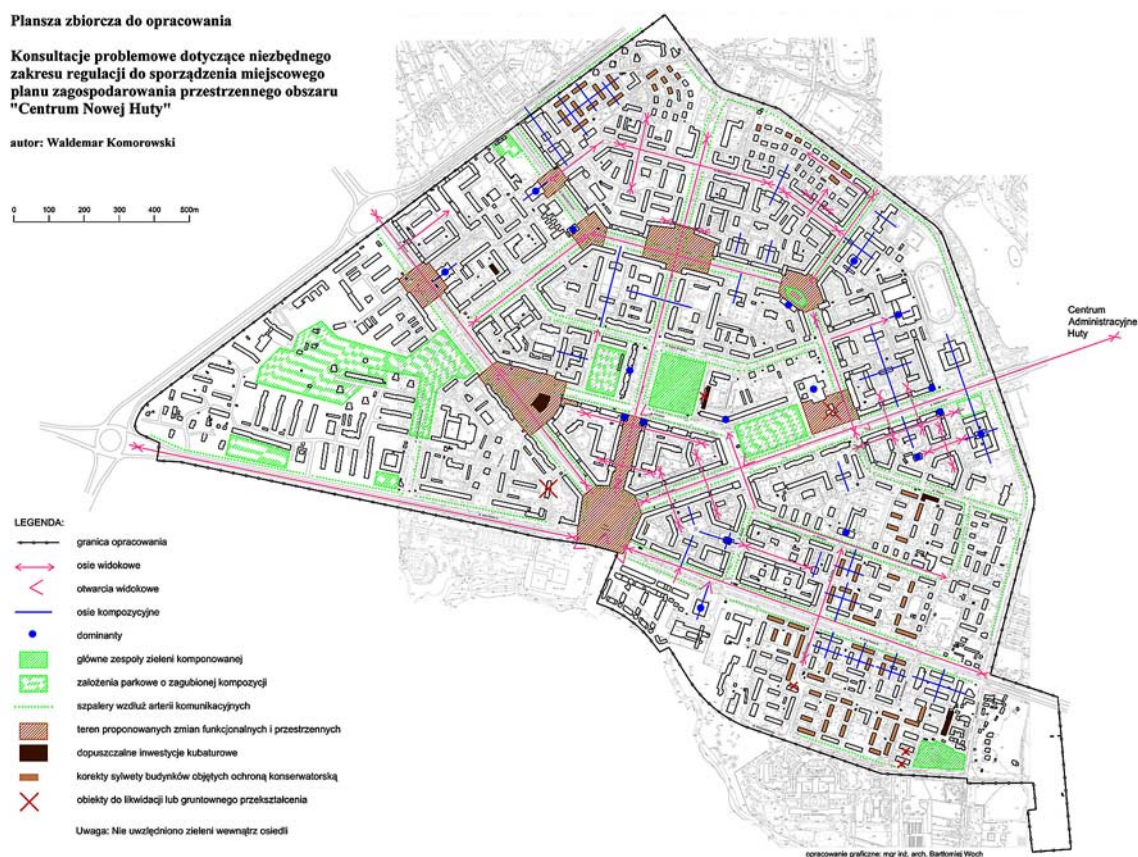 Plansza zbiorcza do opracowania
Konsultacje problemowe dotyczące niezbędnego
zakresu regulacji do sporządzenia miejscowego
planu zagospodarowania przestrzennego obszaru
"Centrum Nowej Huty"
autor: Waldemar Komorowski
0 100 200 300 400 500m
Centrum
Administracyjne
Huty
LEGENDA:
granica opracowania
osie widokowe
otwarcia widokowe
osie kompozycyjne
dominanty
główne zespoły zieleni komponowanej
założenia parkowe o zagubionej kompozycji
szpalery wzdłuż arterii komunikacyjnych
teren proponowanych zmian funkcjonalnych i przestrzennych
dopuszczalne inwestycje kubaturowe
korekty sylwety budynków objętych ochroną konserwatorską
obiekty do likwidacji lub gruntownego przekształcenia
Uwaga: Nie uwzlędniono zieleni wewnątrz osiedli
opracowanie graficzne: mgr inż. arch. Bartłomiej Woch